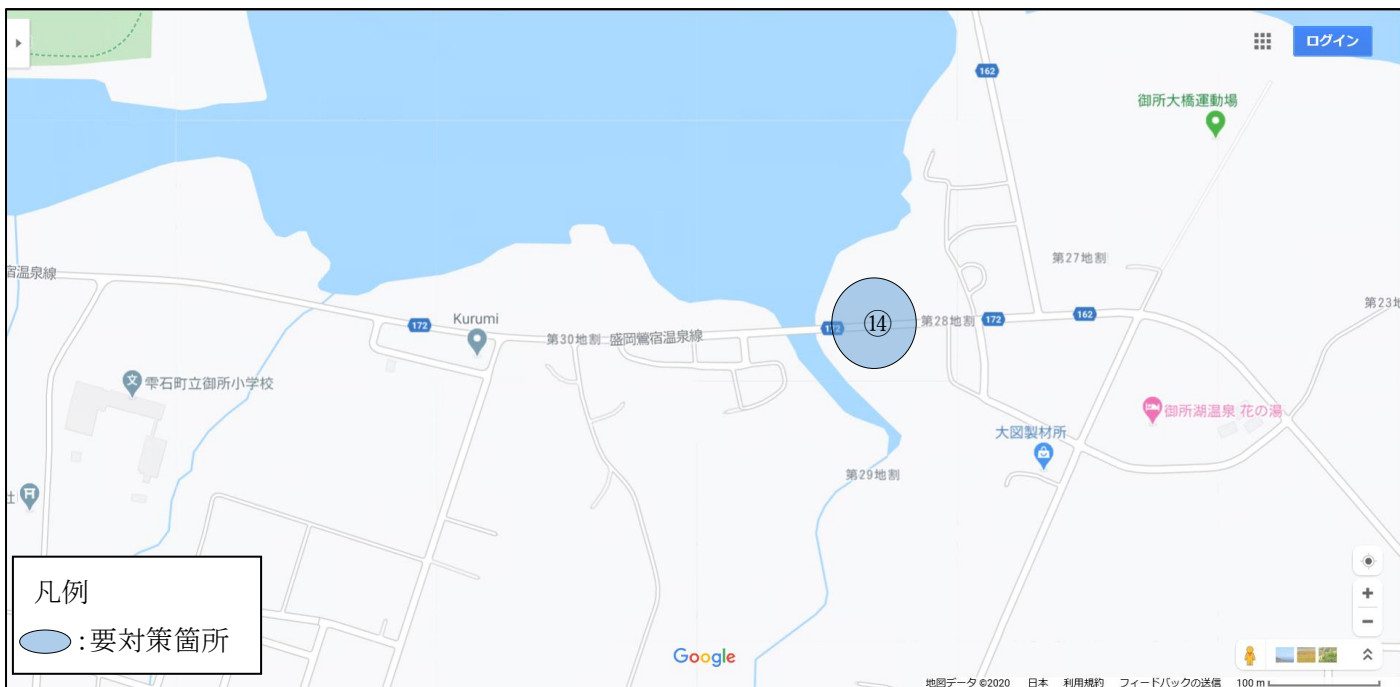 ログイン
162
御所大橋運動場
第27地割
宿温泉線
第23地
172
Kurumi
第30地割 盛岡鶯宿温泉線
172
⑭
第28地割
172
162
雫石町立御所小学校
御所湖温泉 花の湯
大図製材所
第29地割
凡例
:要対策箇所
Google
地図データ ©2020 日本 利用規約 フィードバックの送信 100 m